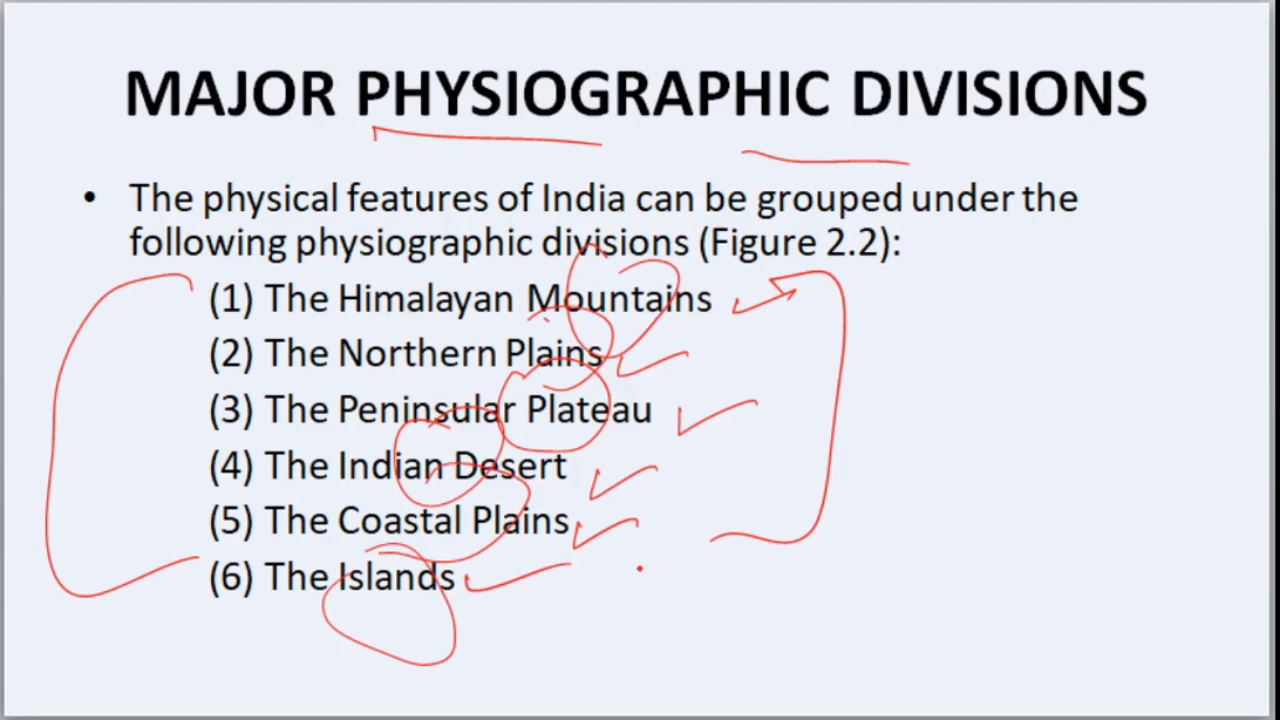 MAJOR PHYSIOGRAPHIC DIVISIONS
• The physical features of India can be grouped under the
following physiographic divisions (Figure 2.2):
(1) The Himalayan Mountains
(2) The Northern Plains
(3) The Peninsular Plateau
(4) The Indian Desert
(5) The Coastal Plains
(6) The Islands